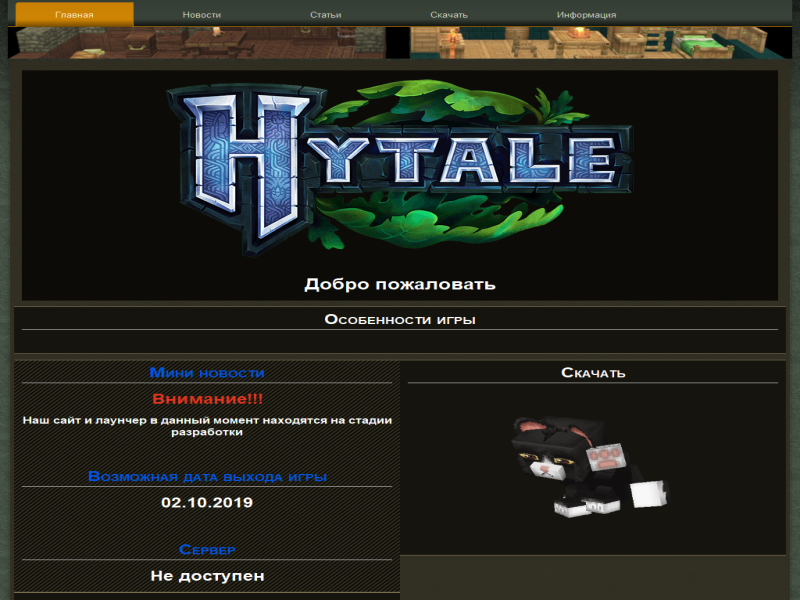 Главная Новости Статьи Скачать Информация
HYTALE
Добро пожаловать
Особенности игры
Мини новости
Внимание!!!
Наш сайт и лаунчер в данный момент находятся на стадии
разработки
Возможная дата выхода игры
02.10.2019
Сервер
Не доступен
Скачать